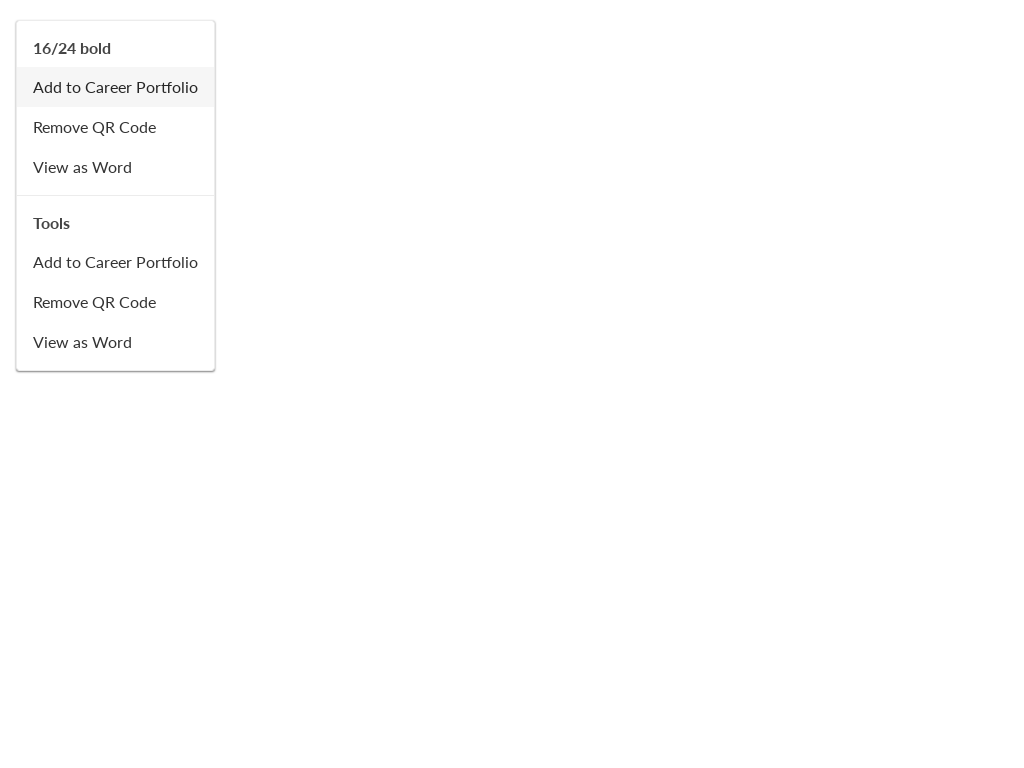 16/24 bold
Add to Career Portfolio
Remove QR Code
View as Word
Tools
Add to Career Portfolio
Remove QR Code
View as Word